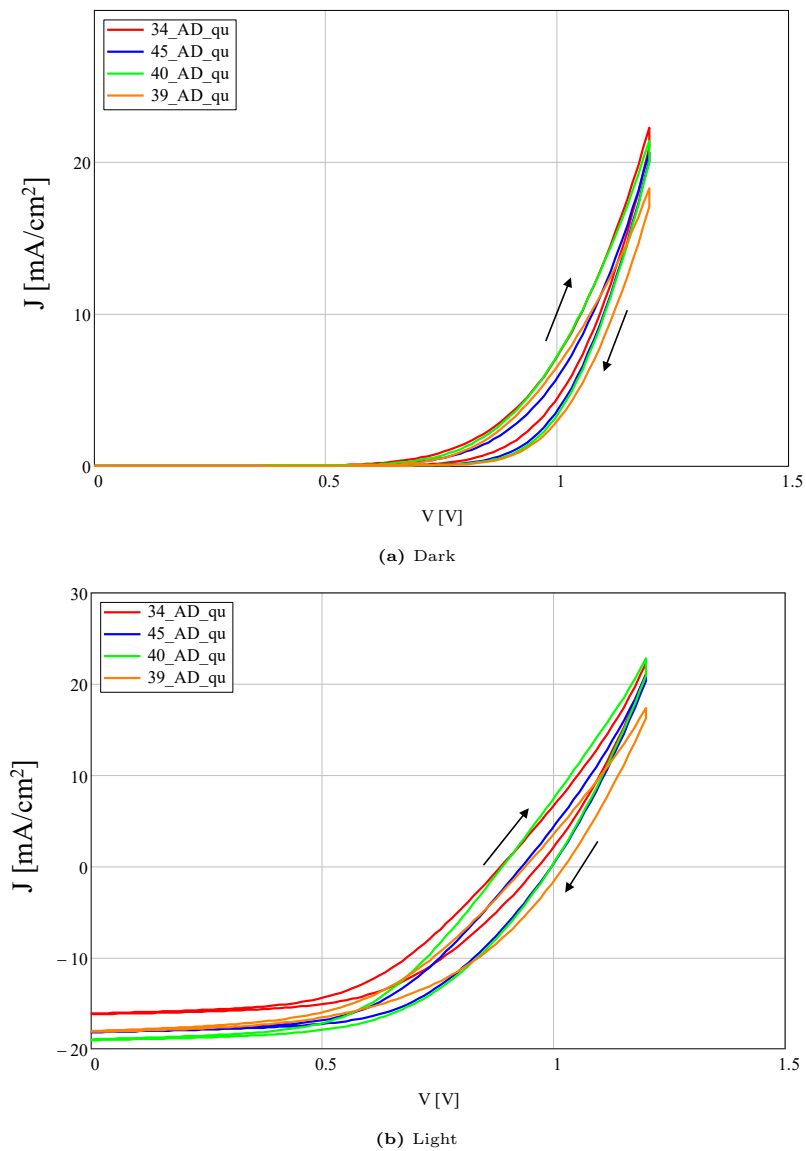 34_AD_qu
45_AD_qu
40_AD_qu
39_AD_qu
20
10
0
J [mA/cm²]
0 0.5 1 1.5
V [V]
(a) Dark
30
34_AD_qu
45_AD_qu
40_AD_qu
39_AD_qu
20
10
0
−10
−20
J [mA/cm²]
0 0.5 1 1.5
V [V]
(b) Light